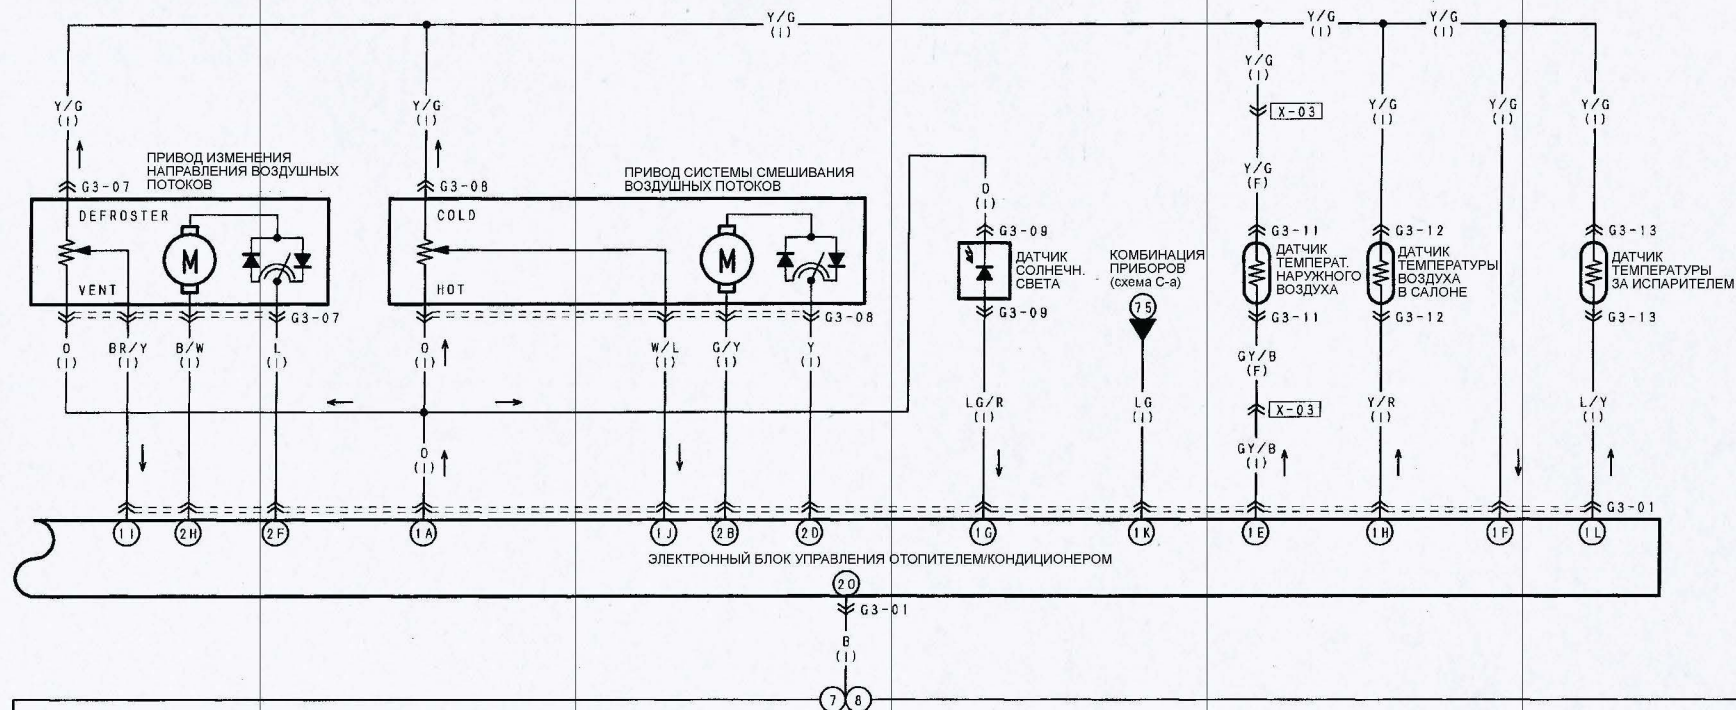 Y/G
(I)
Y/G
(I)
Y/G
(I)
Y/G
(I)
Y/G
(I)
Y/G
(I)
X-03
Y/G
(F)
Y/G
(I)
Y/G
(I)
Y/G
(I)
ПРИВОД ИЗМЕНЕНИЯ
НАПРАВЛЕНИЯ ВОЗДУШНЫХ
ПОТОКОВ
G3-07
DEFROSTER
VENT
M
G3-07
G3-08
ПРИВОД СИСТЕМЫ СМЕШИВАНИЯ
ВОЗДУШНЫХ ПОТОКОВ
COLD
HOT
M
G3-08
O
(I)
G3-09
ДАТЧИК
СОЛНЕЧН.
СВЕТА
G3-09
КОМБИНАЦИЯ
ПРИБОРОВ
(схема С-а)
75
G3-11
ДАТЧИК
ТЕМПЕРАТ.
НАРУЖНОГО
ВОЗДУХА
G3-11
G3-12
ДАТЧИК
ТЕМПЕРАТУРЫ
ВОЗДУХА
В САЛОНЕ
G3-12
G3-13
ДАТЧИК
ТЕМПЕРАТУРЫ
ЗА ИСПАРИТЕЛЕМ
G3-13
O
(I)
BR/Y
(I)
B/W
(I)
L
(I)
O
(I)
W/L
(I)
G/Y
(I)
Y
(I)
O
(I)
LG/R
(I)
LG
(I)
GY/B
(F)
X-03
GY/B
(I)
Y/R
(I)
L/Y
(I)
G3-01
1I
2H
2F
1A
1J
2B
2D
1G
1K
1E
1H
1F
1L
ЭЛЕКТРОННЫЙ БЛОК УПРАВЛЕНИЯ ОТОПИТЕЛЕМ/КОНДИЦИОНЕРОМ
2O
G3-01
B
(I)
7 8